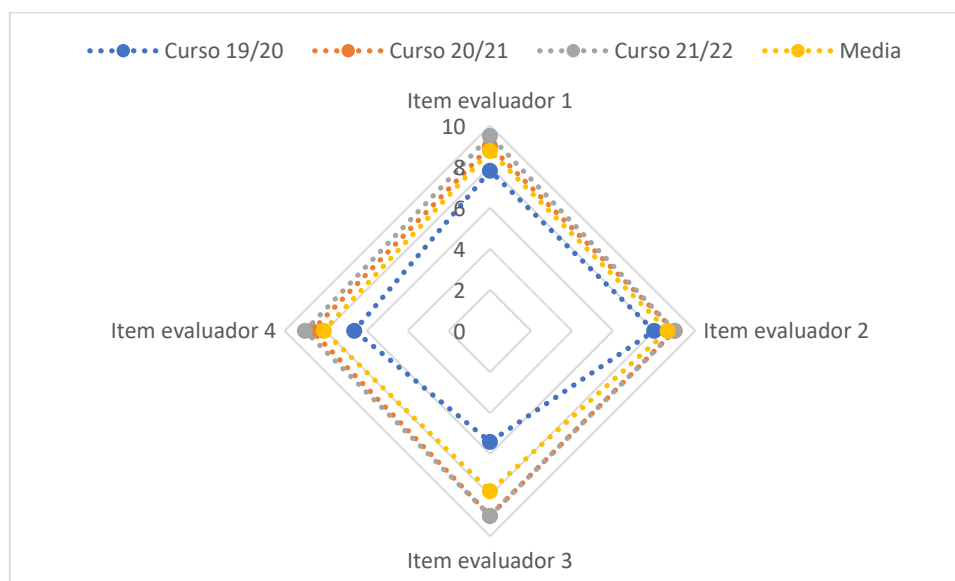 Curso 19/20 Curso 20/21 Curso 21/22 Media
Item evaluador 1
10
8
6
4
2
0
Item evaluador 4
Item evaluador 2
Item evaluador 3